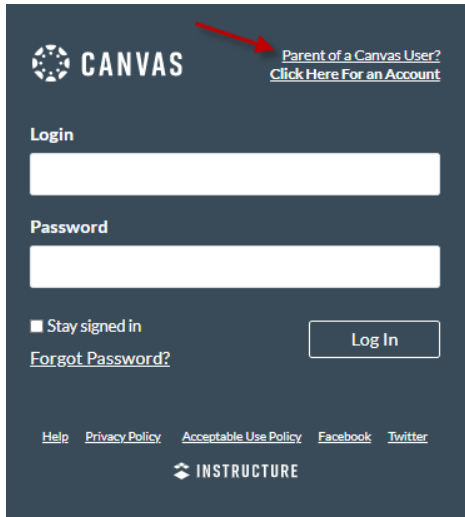 CANVAS
Parent of a Canvas User?
Click Here For an Account
Login
Password
Stay signed in
Log In
Forgot Password?
Help Privacy Policy Acceptable Use Policy Facebook Twitter
INSTRUCTURE